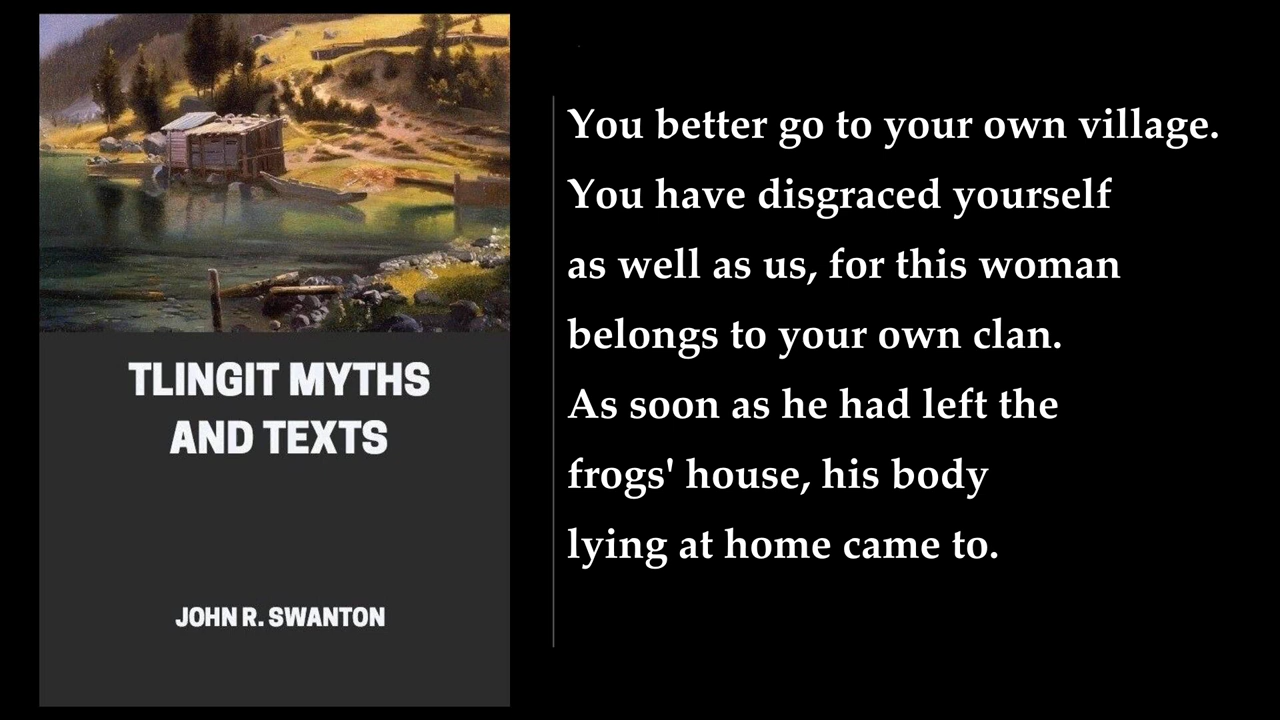 TLINGIT MYTHS
AND TEXTS
JOHN R. SWANTON
You better go to your own village.
You have disgraced yourself
as well as us, for this woman
belongs to your own clan.
As soon as he had left the
frogs' house, his body
lying at home came to.